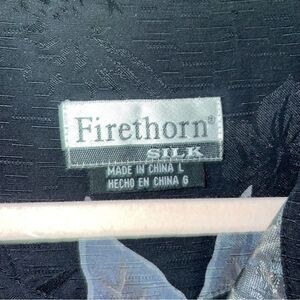 Firethorn®
SILK
MADE IN CHINA L
HECHO EN CHINA G